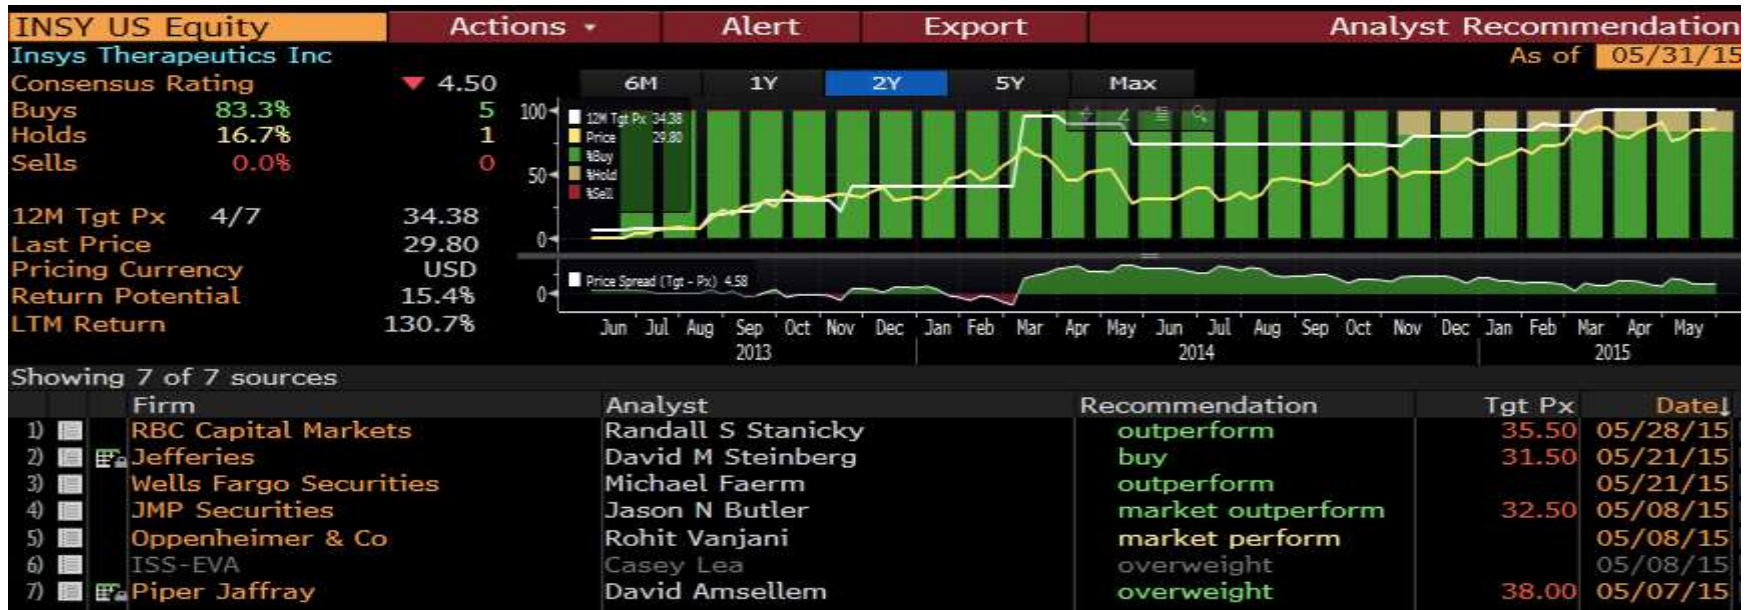 INSY US Equity Actions Alert Export Analyst Recommendation
Insys Therapeutics Inc As of 05/31/15
Consensus Rating 4.50 6M 1Y 2Y 5Y Max
Buys 83.3% 5
Holds 16.7% 1
Sells 0.0% 0
12M Tgt Px 4/7 34.38
Last Price 29.80
Pricing Currency USD
Return Potential 15.4%
LTM Return 130.7%
100
50
0
12M Tgt Px 34.38
Price 29.80
%Buy
%Hold
%Sell
0
Price Spread (Tgt - Px) 4.58
Jun Jul Aug Sep Oct Nov Dec Jan Feb Mar Apr May Jun Jul Aug Sep Oct Nov Dec Jan Feb Mar Apr May
2013 2014 2015
Showing 7 of 7 sources
Firm Analyst Recommendation Tgt Px Date↓
1) RBC Capital Markets Randall S Stanicky outperform 35.50 05/28/15
2) Jefferies David M Steinberg buy 31.50 05/21/15
3) Wells Fargo Securities Michael Faerm outperform 05/21/15
4) JMP Securities Jason N Butler market outperform 32.50 05/08/15
5) Oppenheimer & Co Rohit Vanjani market perform 05/08/15
6) ISS-EVA Casey Lea overweight 05/08/15
7) Piper Jaffray David Amsellem overweight 38.00 05/07/15